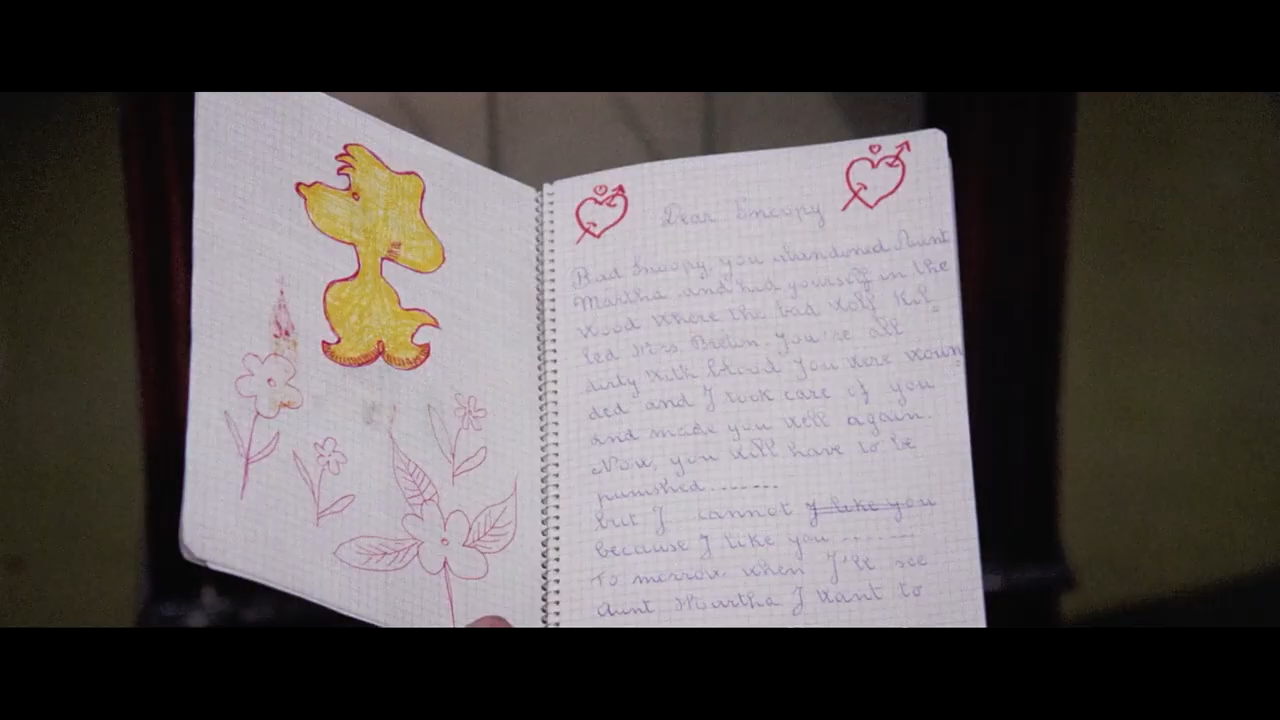 Dear Snoopy
Bad Snoopy, you abandoned Aunt
Martha and hid yourself in the
wood where the bad wolf kil-
led Mrs Breton. You're all
dirty with blood You were woun-
ded and I took care of you
and made you well again.
Now, you will have to be
punished.......
but I cannot I like you
because I like you.......
To morrow when I'll see
Aunt Martha I want to